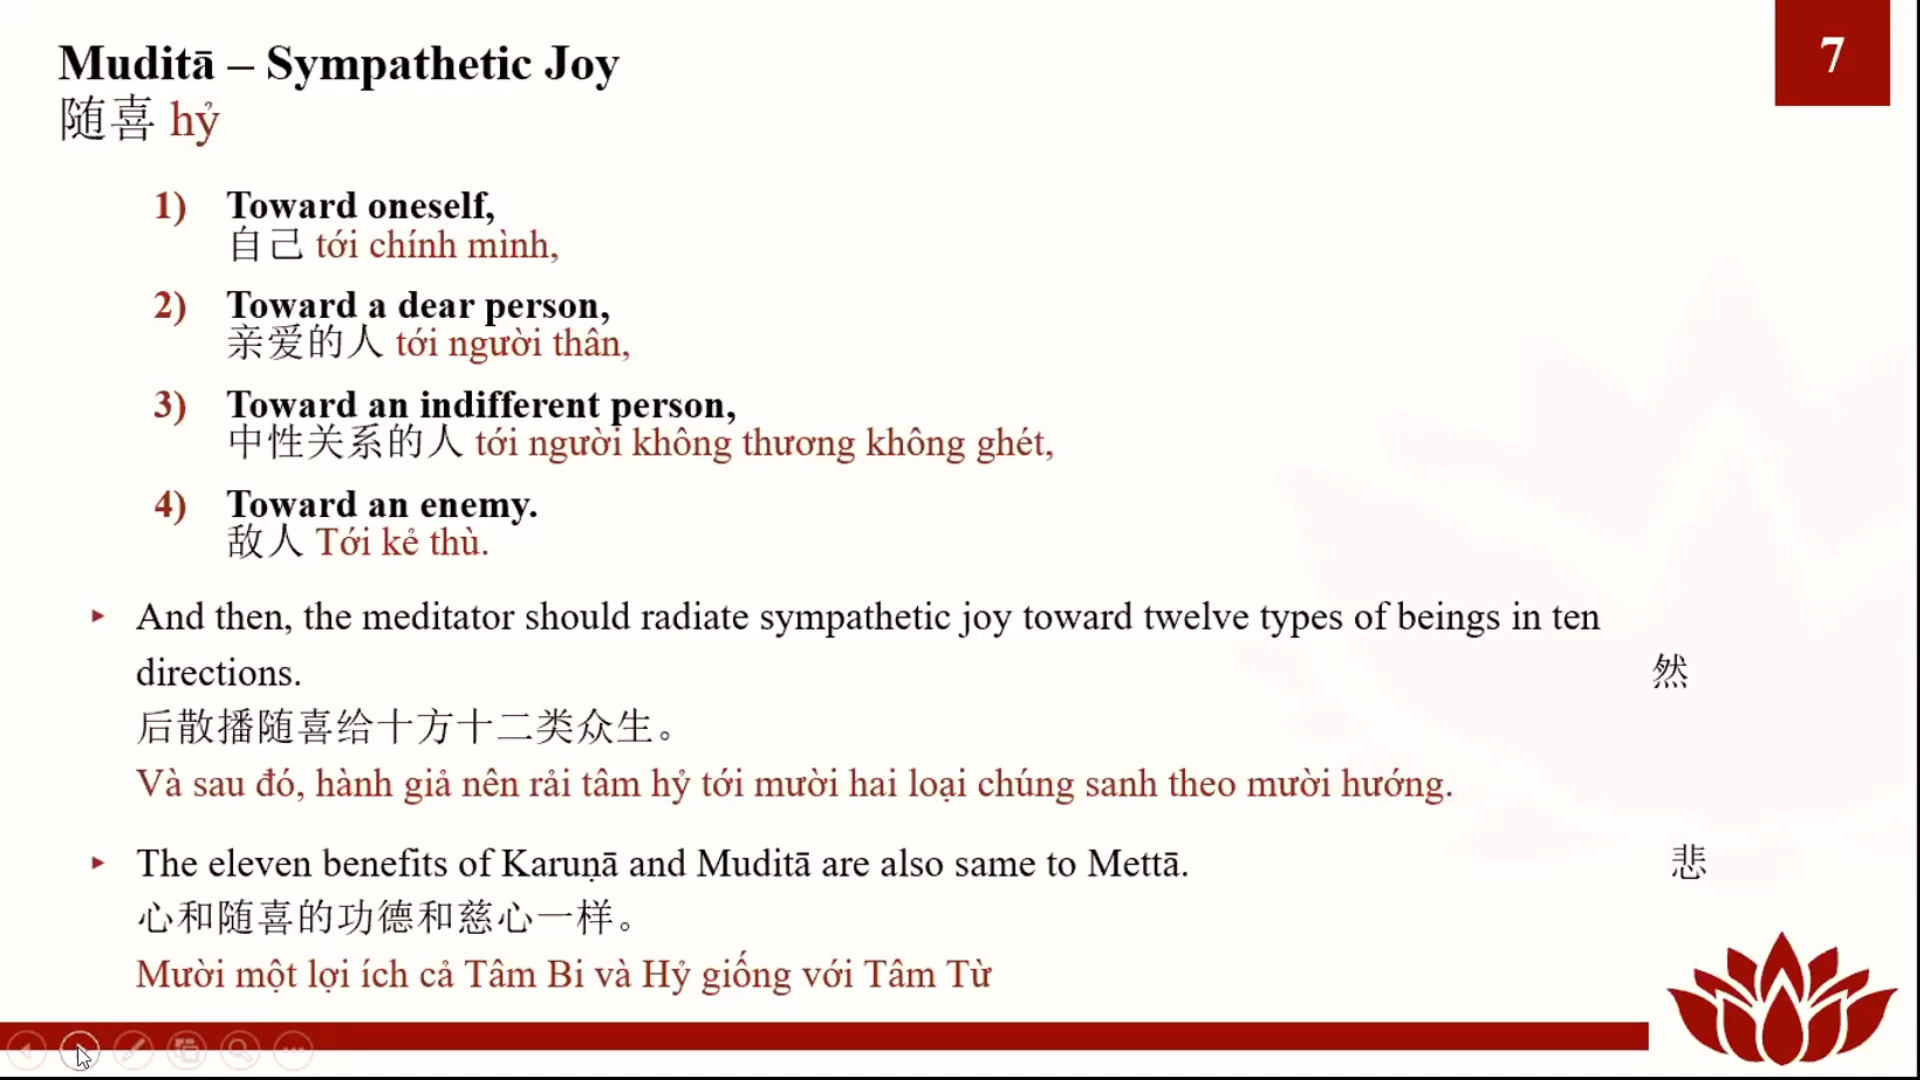 Muditā – Sympathetic Joy
7
随喜 hỷ
1) Toward oneself,
自己 tới chính mình,
2) Toward a dear person,
亲爱的人 tới người thân,
3) Toward an indifferent person,
中性关系的人 tới người không thương không ghét,
4) Toward an enemy.
敌人 Tới kẻ thù.
And then, the meditator should radiate sympathetic joy toward twelve types of beings in ten
directions. 然
后散播随喜给十方十二类众生。
Và sau đó, hành giả nên rải tâm hỷ tới mười hai loại chúng sanh theo mười hướng.
The eleven benefits of Karuṇā and Muditā are also same to Mettā. 悲
心和随喜的功德和慈心一样。
Mười một lợi ích cả Tâm Bi và Hỷ giống với Tâm Từ